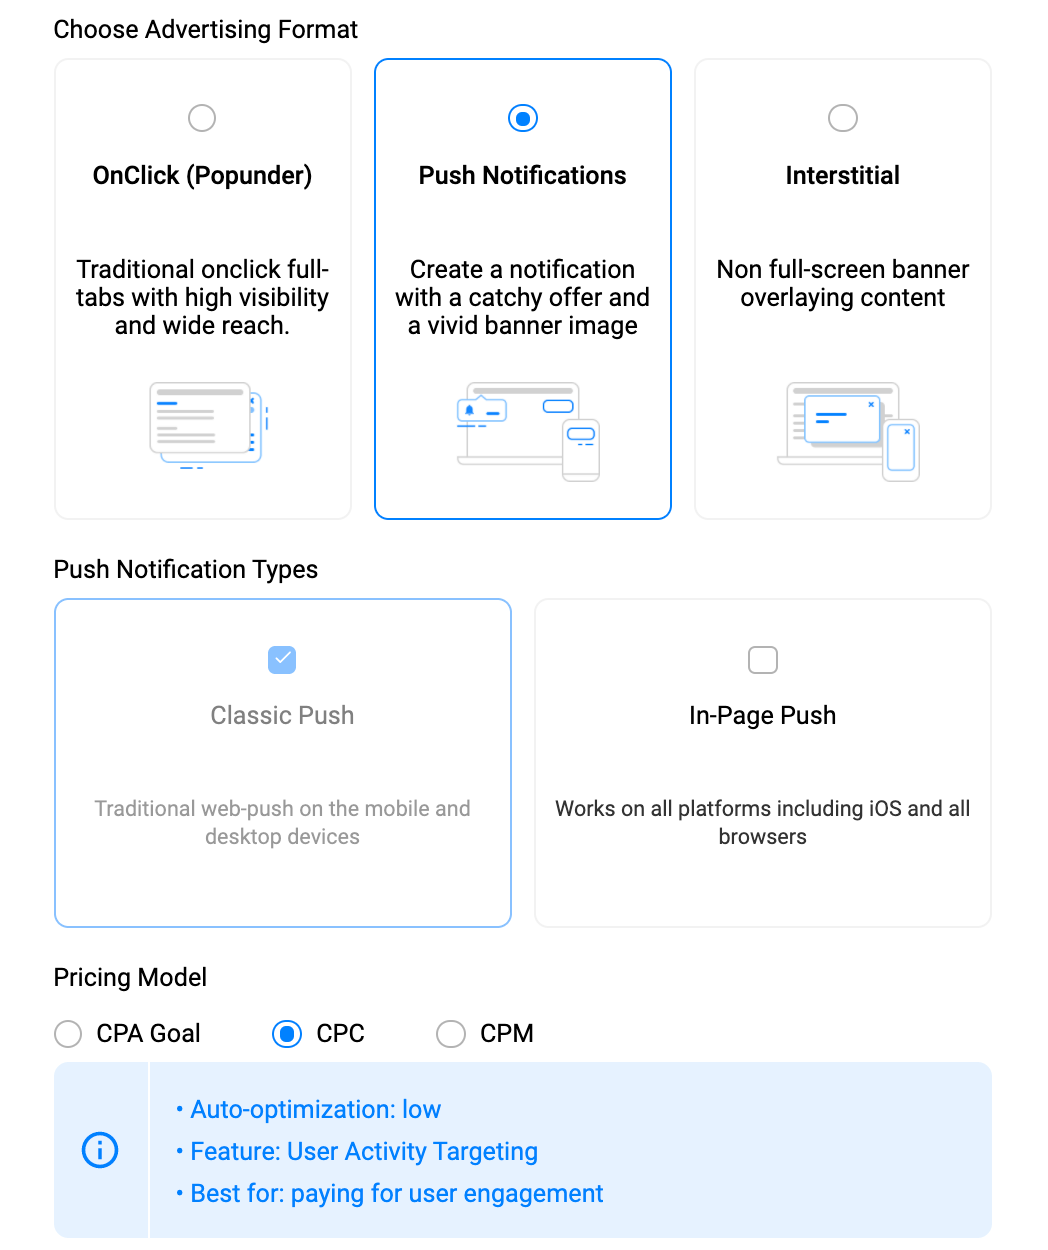 Choose Advertising Format
OnClick (Popunder)
Traditional onclick full-
tabs with high visibility
and wide reach.
Push Notifications
Create a notification
with a catchy offer and
a vivid banner image
Interstitial
Non full-screen banner
overlaying content
Push Notification Types
Classic Push
Traditional web-push on the mobile and
desktop devices
In-Page Push
Works on all platforms including iOS and all
browsers
Pricing Model
CPA Goal
CPC
CPM
• Auto-optimization: low
• Feature: User Activity Targeting
• Best for: paying for user engagement